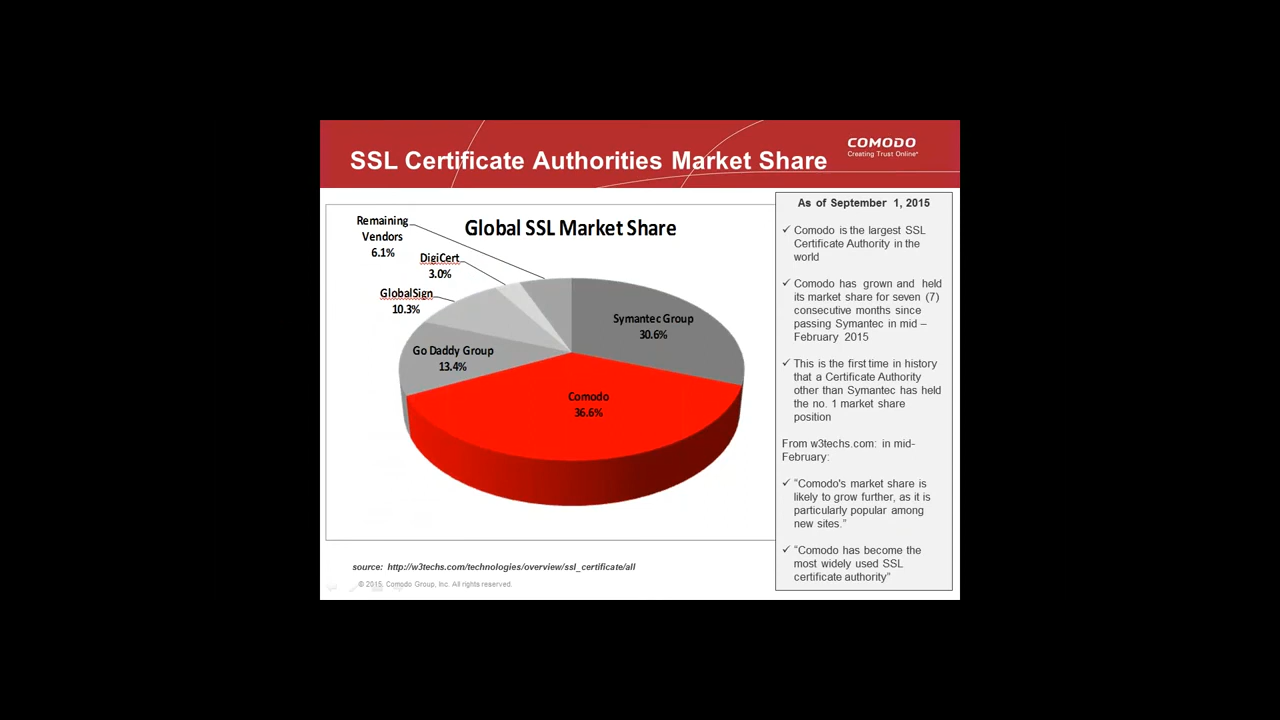 SSL Certificate Authorities Market Share
COMODO
Creating Trust Online®
Global SSL Market Share
Remaining
Vendors
6.1%
DigiCert
3.0%
GlobalSign
10.3%
Symantec Group
30.6%
Go Daddy Group
13.4%
Comodo
36.6%
source: http://w3techs.com/technologies/overview/ssl_certificate/all
© 2015, Comodo Group, Inc. All rights reserved.
As of September 1, 2015
✓ Comodo is the largest SSL
Certificate Authority in the
world
✓ Comodo has grown and held
its market share for seven (7)
consecutive months since
passing Symantec in mid –
February 2015
✓ This is the first time in history
that a Certificate Authority
other than Symantec has held
the no. 1 market share
position
From w3techs.com: in mid-
February:
✓ “Comodo's market share is
likely to grow further, as it is
particularly popular among
new sites.”
✓ “Comodo has become the
most widely used SSL
certificate authority”